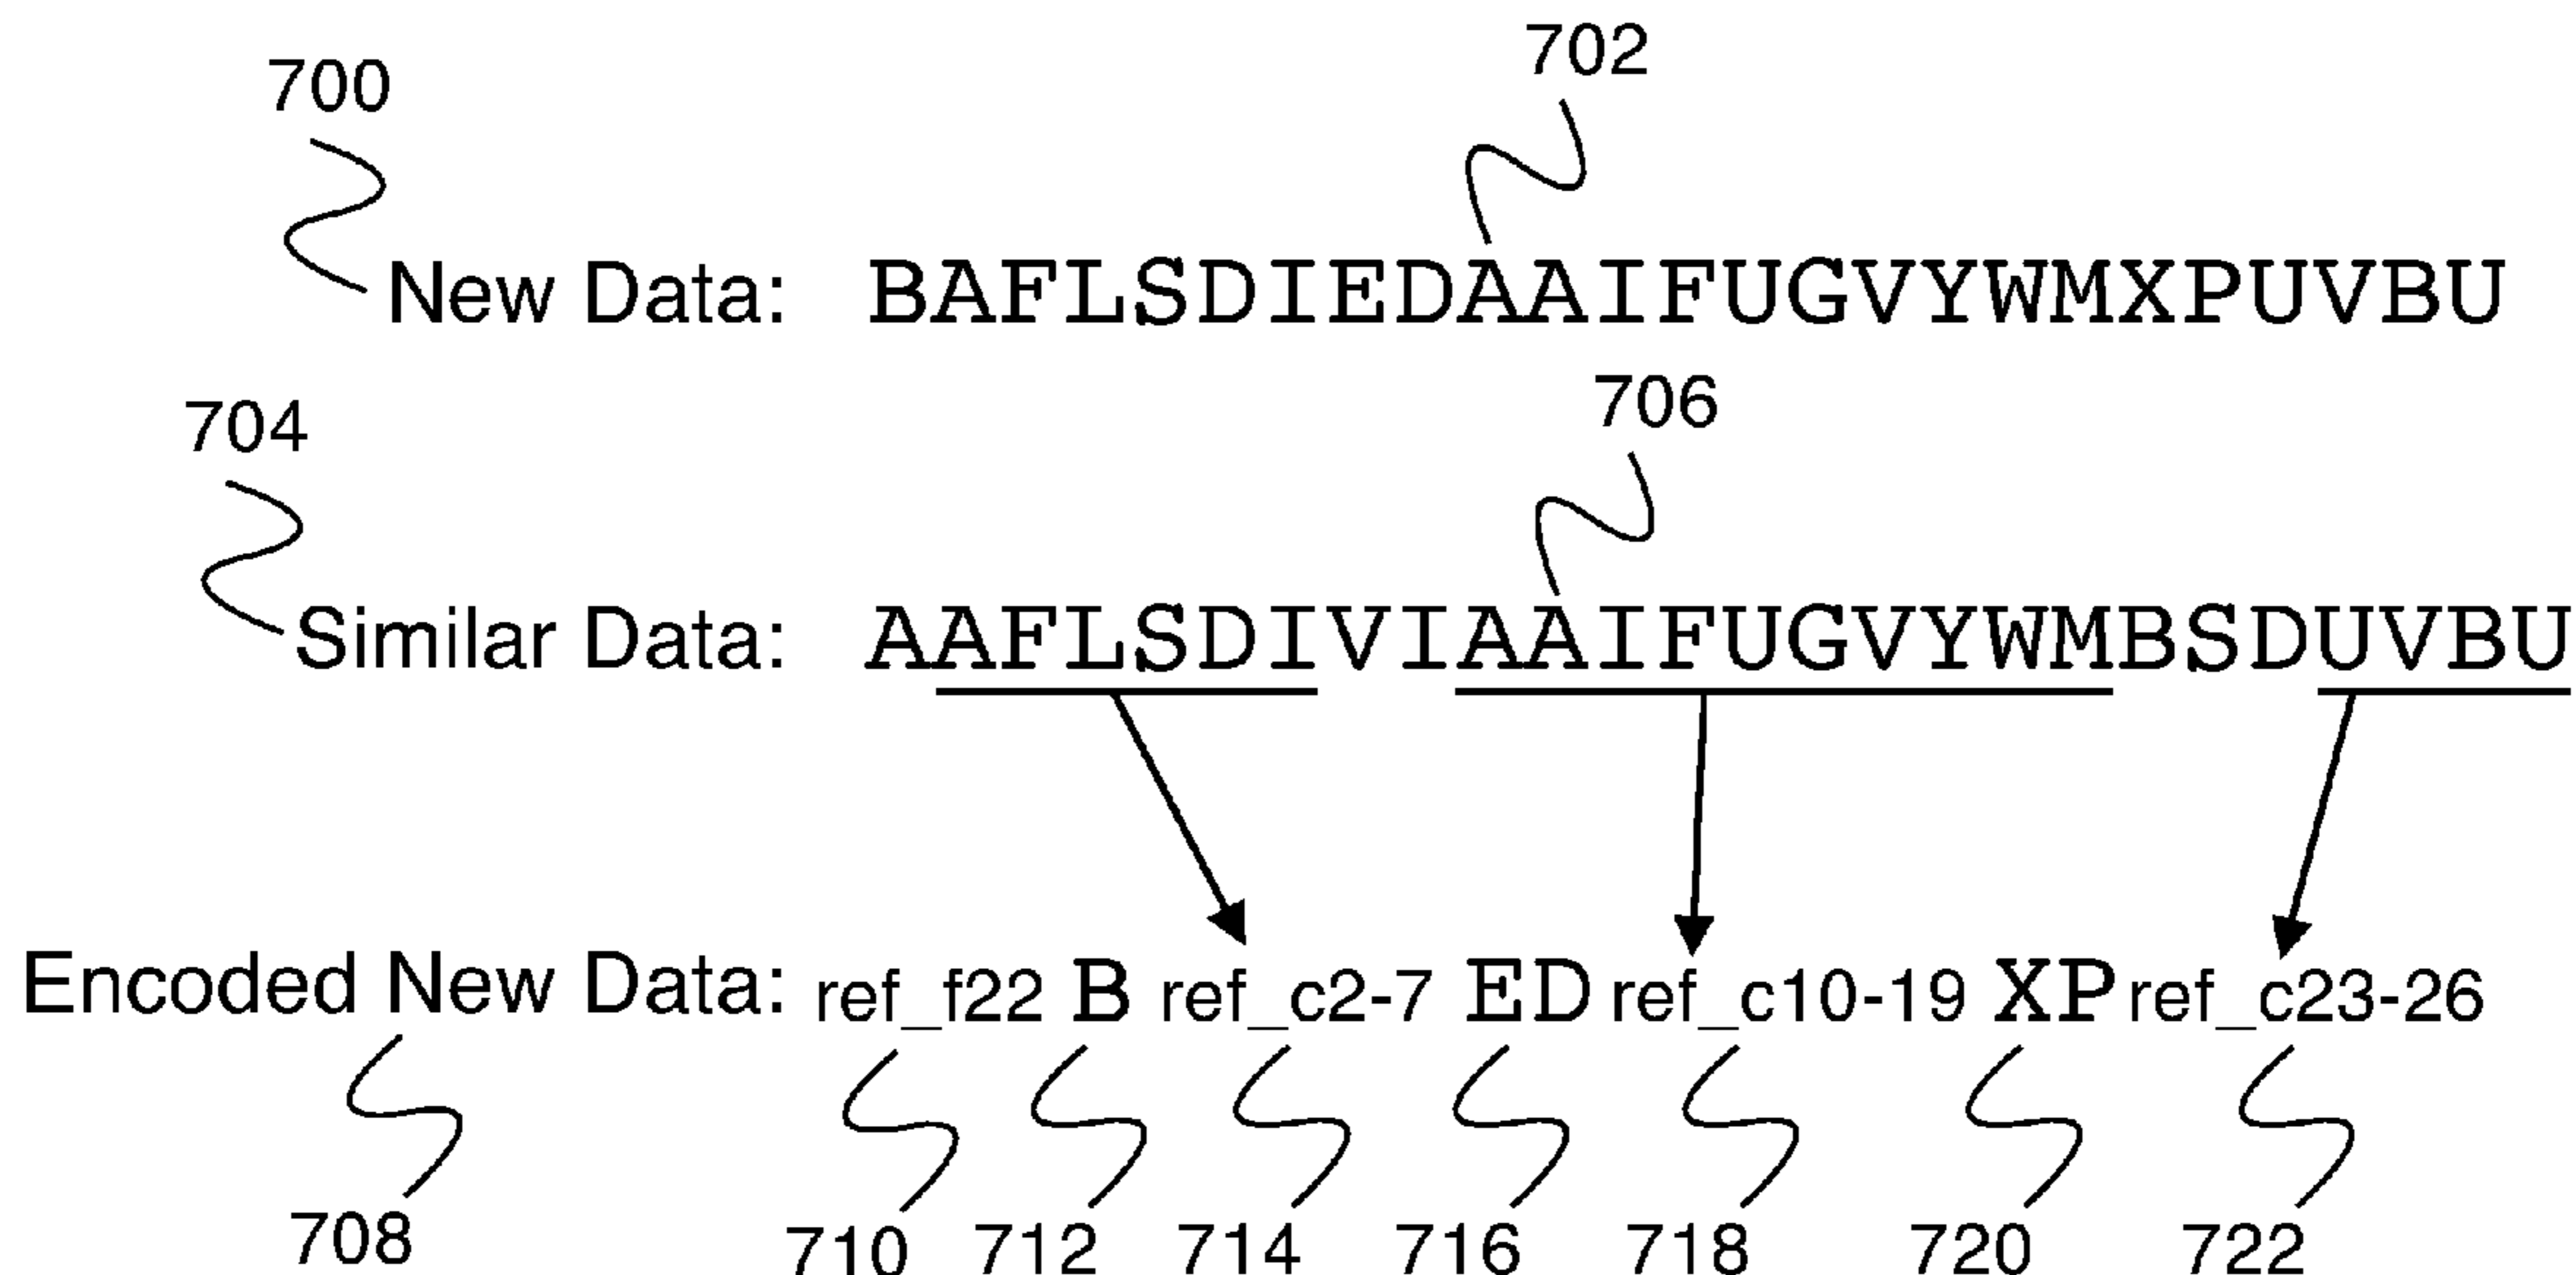 702
700
New Data: BAFLSDIEDAAIFUGVYWMXPUVBU
706
704
Similar Data: AAFLSDIVIAAIFUGVYWMBSDUVBU
Encoded New Data: ref_f22 B ref_c2-7 ED ref_c10-19 XP ref_c23-26
708 710 712 714 716 718 720 722